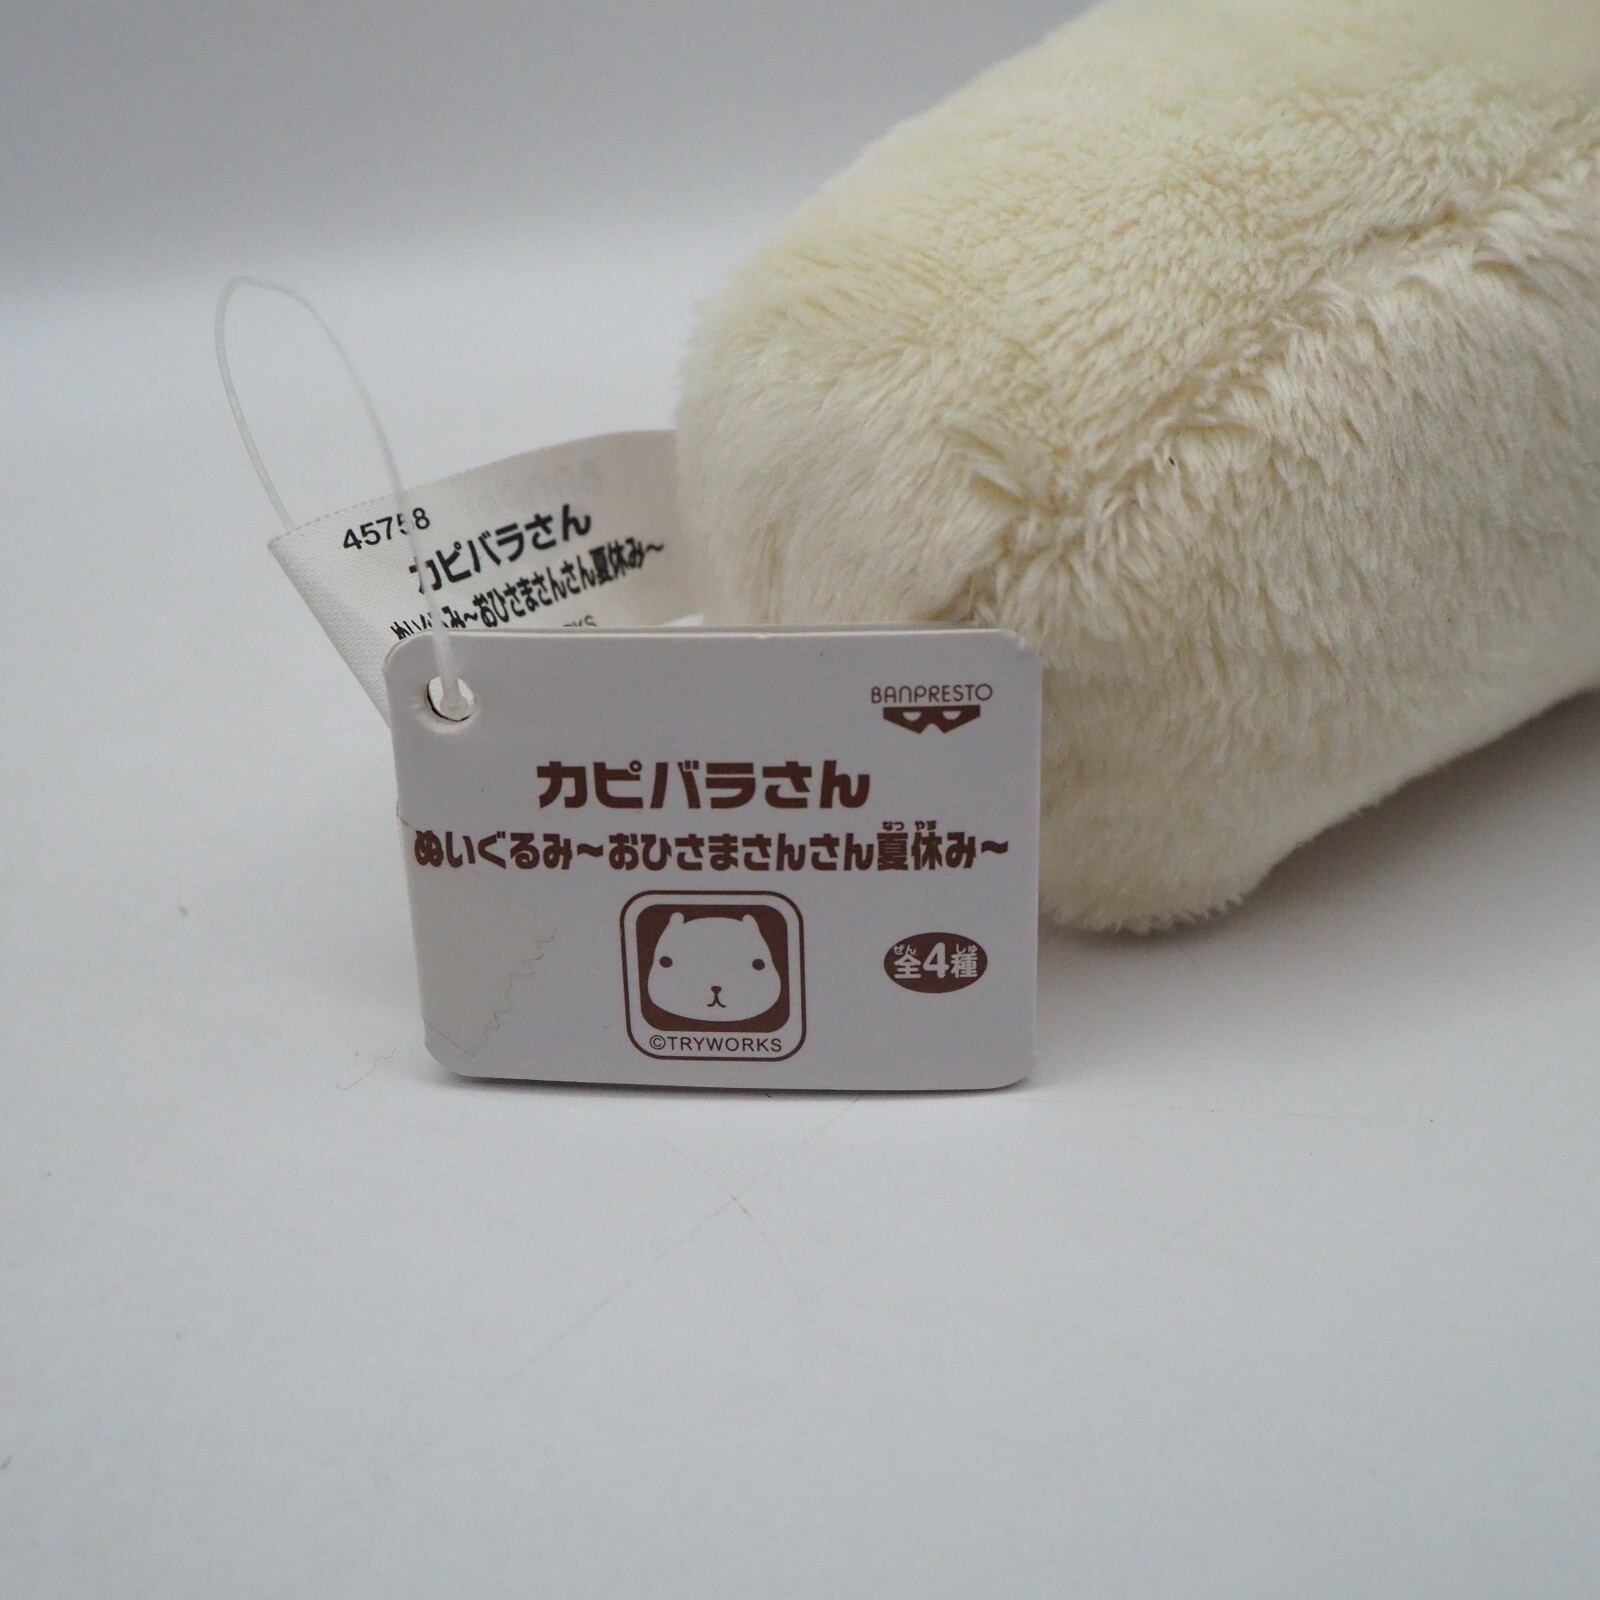 45758
カピバラさん
ぬいぐるみ～おひさまさんさん夏休み～
BANPRESTO
カピバラさん
なつ やす
ぬいぐるみ～おひさまさんさん夏休み～
ぜん しゅ
全4種
©TRYWORKS